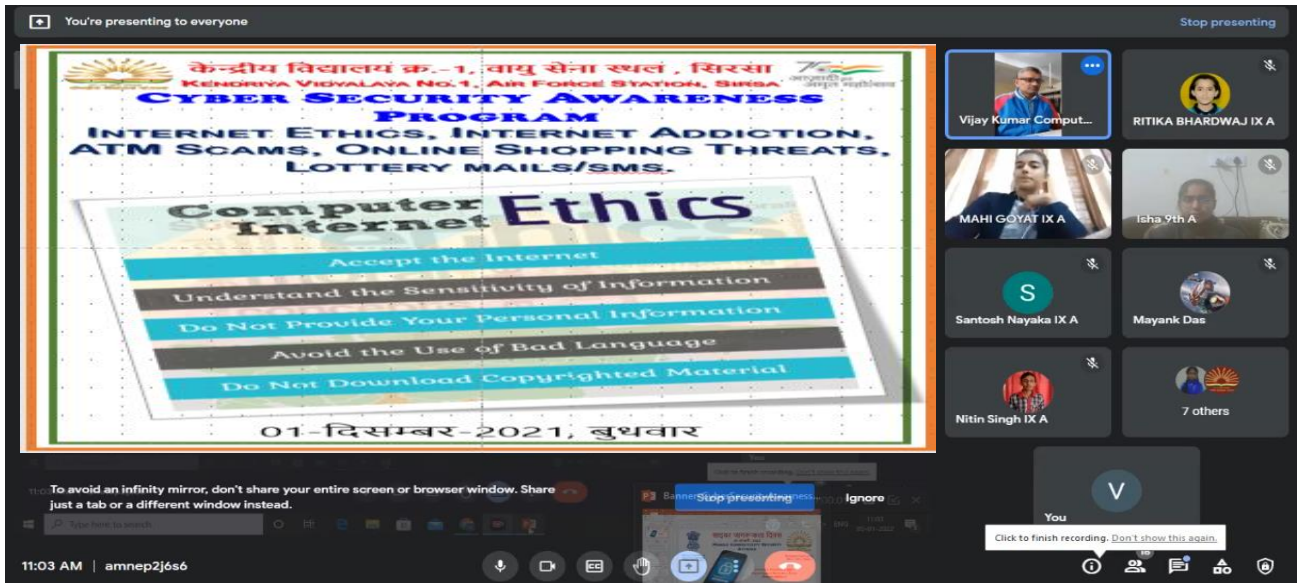 You're presenting to everyone
Stop presenting
केन्द्रीय विद्यालय क्र.-1, वायु सेना स्थल , सिरसा
KENDRIYA VIDYALAYA NO.1, AIR FORCE STATION, SIRSA
CYBER SECURITY AWARENESS
PROGRAM
INTERNET ETHICS, INTERNET ADDICTION,
ATM SCAMS, ONLINE SHOPPING THREATS,
LOTTERY MAILS/SMS.
Computer
Internet
Ethics
Accept the Internet
Understand the Sensitivity of Information
Do Not Provide Your Personal Information
Avoid the Use of Bad Language
Do Not Download Copyrighted Material
01-दिसम्बर-2021, बुधवार
Vijay Kumar Comput...
RITIKA BHARDWAJ IX A
MAHI GOYAT IX A
Isha 9th A
S
Santosh Nayaka IX A
Mayank Das
Nitin Singh IX A
7 others
V
You
Click to finish recording. Don't show this again.
To avoid an infinity mirror, don't share your entire screen or browser window. Share
just a tab or a different window instead.
Stop presenting
Ignore
Type here to search
11:03 AM | amnep2j6s6